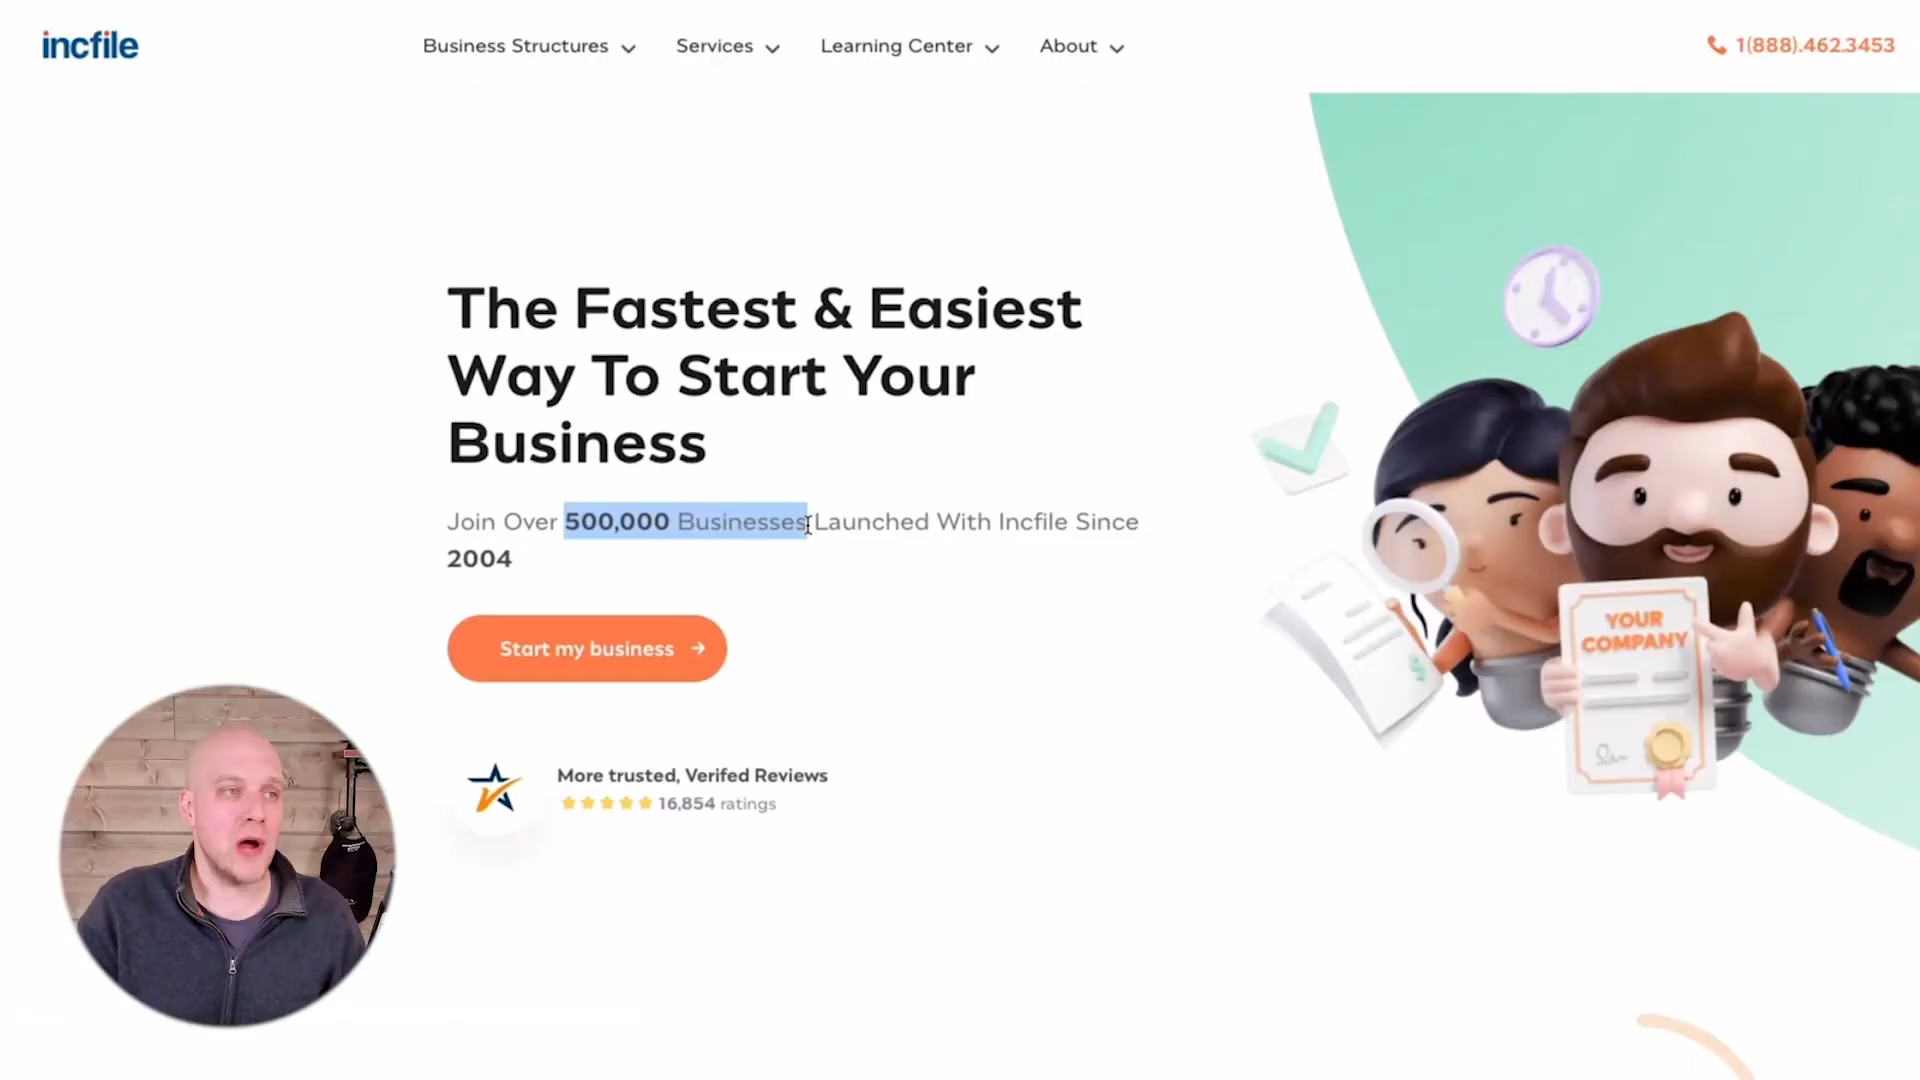 incfile
Business Structures
Services
Learning Center
About
1(888).462.3453
The Fastest & Easiest
Way To Start Your
Business
Join Over 500,000 Businesses Launched With Incfile Since
2004
Start my business
More trusted, Verifed Reviews
16,854 ratings
YOUR
COMPANY